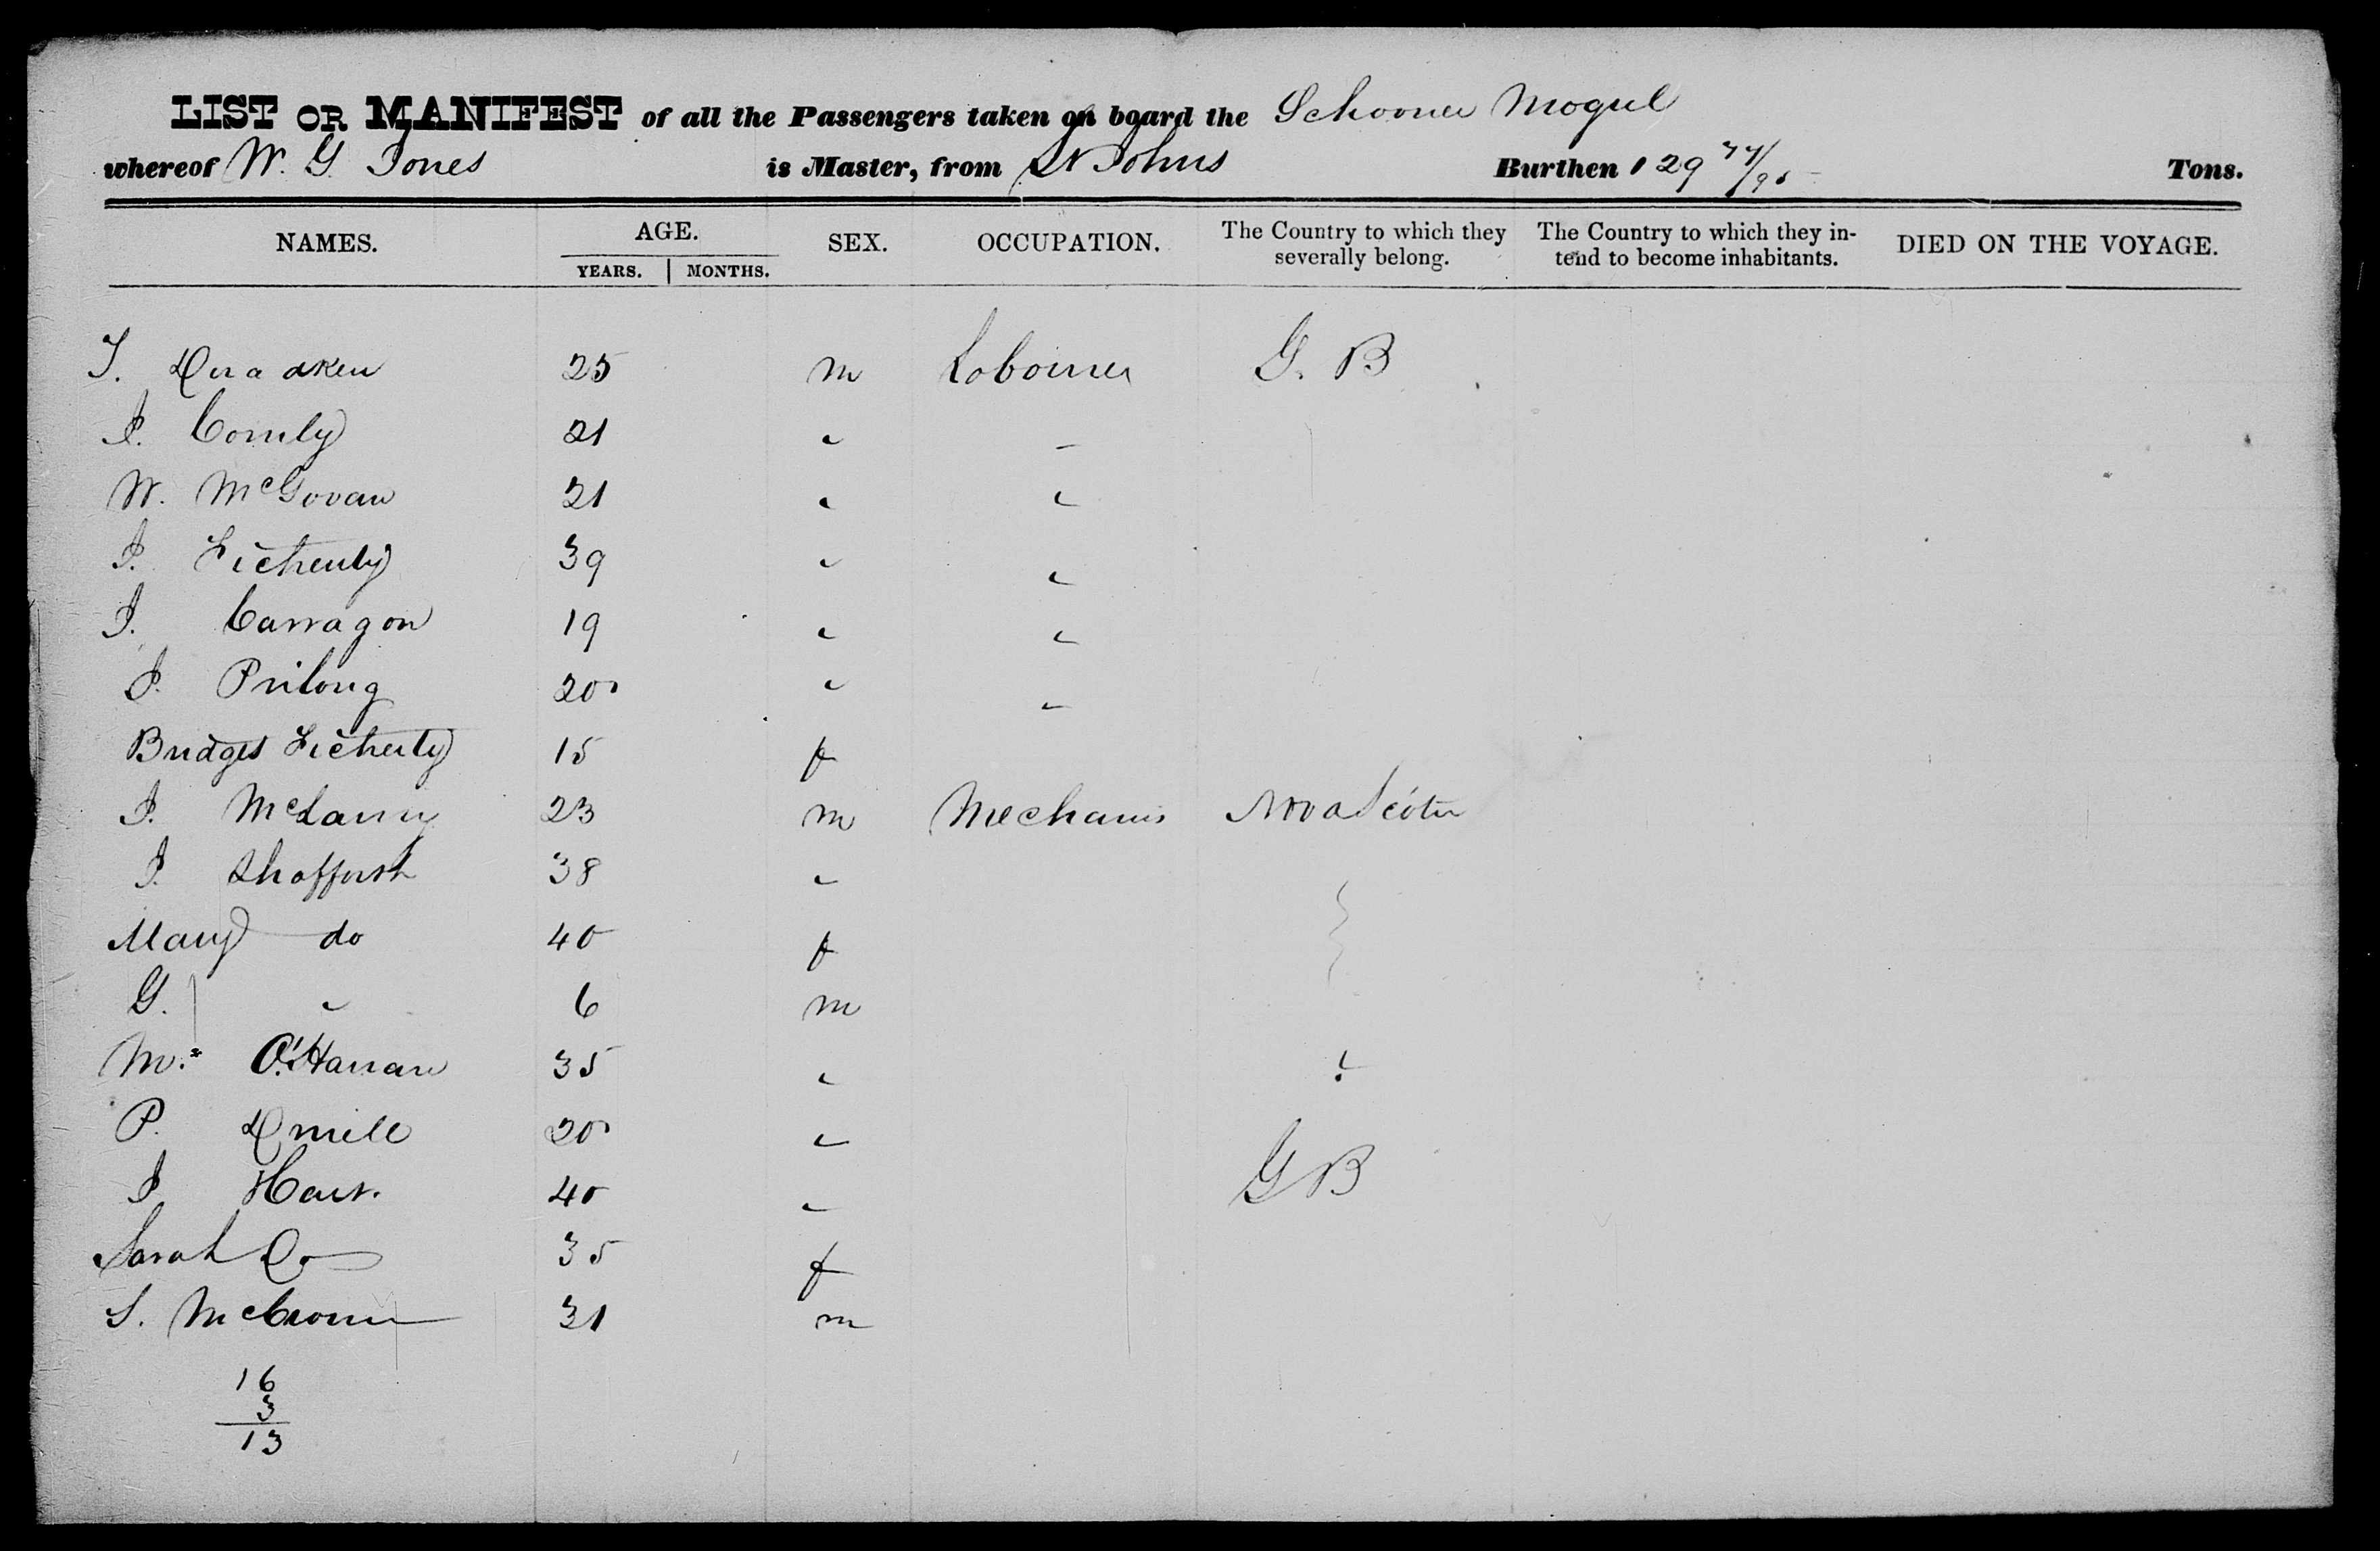 LIST OR MANIFEST of all the Passengers taken on board the Schooner Mogul
whereof W. G. Jones is Master, from St Johns Burthen 129 77/95 Tons.
NAMES. AGE. SEX. OCCUPATION. The Country to which they severally belong. The Country to which they intend to become inhabitants. DIED ON THE VOYAGE.
YEARS. MONTHS.
25 m Labourer G. B
J. Comly 21 " "
W. McGovan 21 " "
J. 39 " "
J. Carragon 19 " "
J. Prilong 20 " "
Bridget 15 f
J. 23 m Mechanic Nova Scotia
J. 38 "
Mary do 40 f
G. " 6 m
M. O'Harran 35 " "
P. 20 "
J Hart. 40 " G B
Sarah Do 35 f
S. 31 m
16
3
13